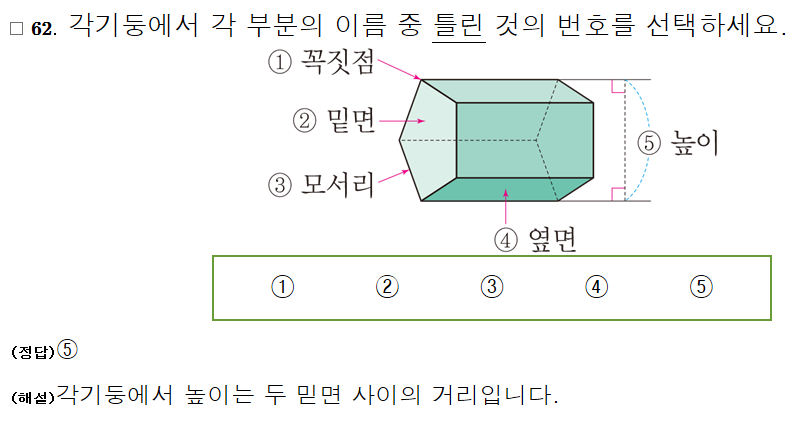 □ 62. 각기둥에서 각 부분의 이름 중 틀린 것의 번호를 선택하세요.
① 꼭짓점
② 밑면
⑤ 높이
③ 모서리
④ 옆면
① ② ③ ④ ⑤
(정답)⑤
(해설)각기둥에서 높이는 두 밑면 사이의 거리입니다.